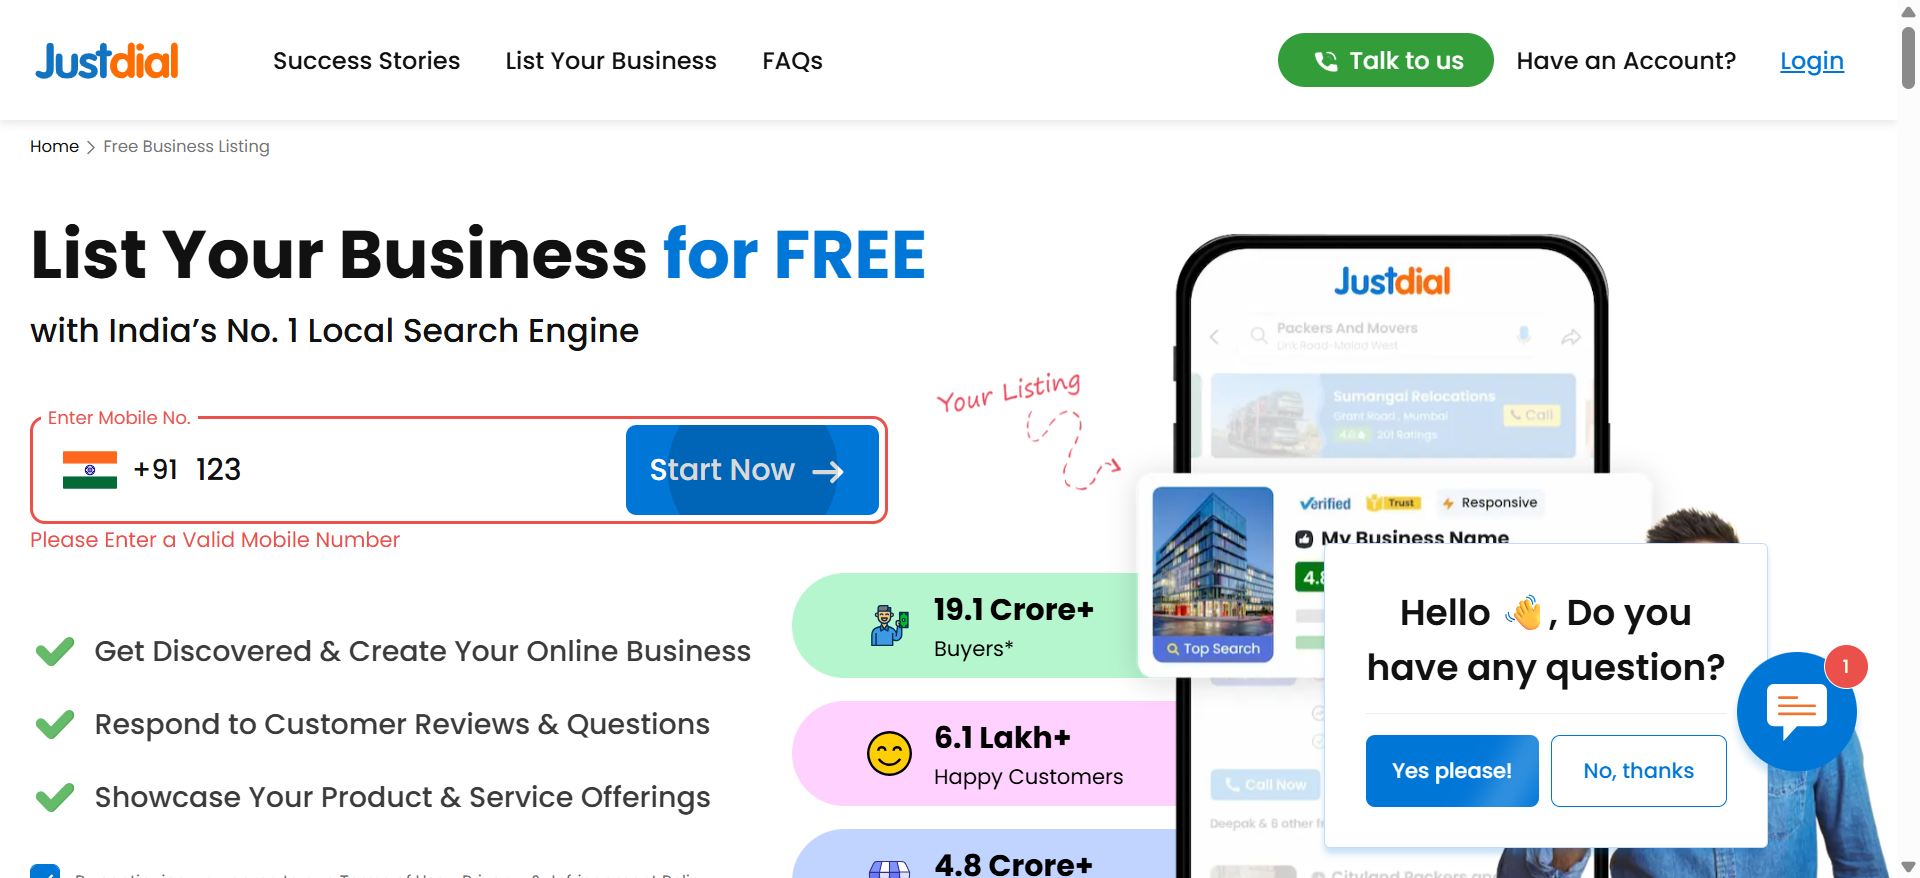 Justdial
Success Stories
List Your Business
FAQs
Talk to us
Have an Account?
Login
Home
Free Business Listing
List Your Business for FREE
with India’s No. 1 Local Search Engine
Enter Mobile No.
+91 123
Start Now
Please Enter a Valid Mobile Number
Get Discovered & Create Your Online Business
Respond to Customer Reviews & Questions
Showcase Your Product & Service Offerings
19.1 Crore+
Buyers*
6.1 Lakh+
Happy Customers
4.8 Crore+
Your Listing
Justdial
Packers And Movers
Link Road-Malad West
Sumangal Relocations
Grant Road , Mumbai
4.0
201 Ratings
Call
Verified
Trust
Responsive
My Business Name
4.8
Top Search
Call Now
Deepak & 6 other
Cityland Packers
Hello 👋 , Do you
have any question?
Yes please!
No, thanks
1